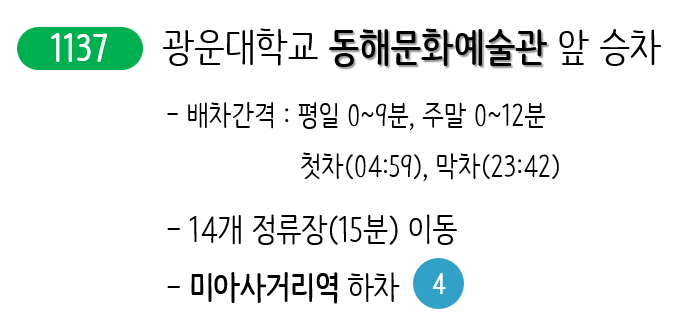 1137 광운대학교 동해문화예술관 앞 승차
- 배차간격 : 평일 0~9분, 주말 0~12분
첫차(04:59), 막차(23:42)
- 14개 정류장(15분) 이동
- 미아사거리역 하차 4